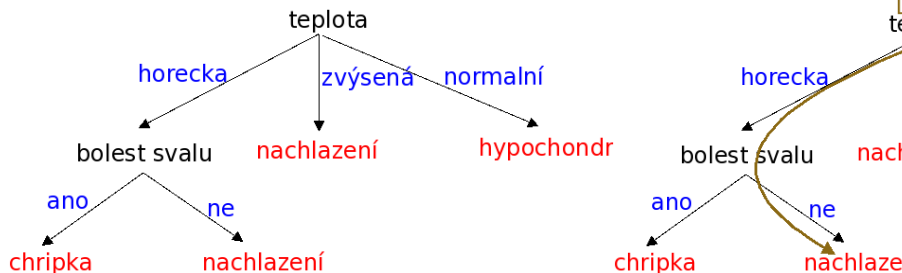 teplota
horecka zvýsená normalní
bolest svalu nachlazení hypochondr
ano ne
chripka nachlazení
horecka
bolest svalu
ano ne
chripka